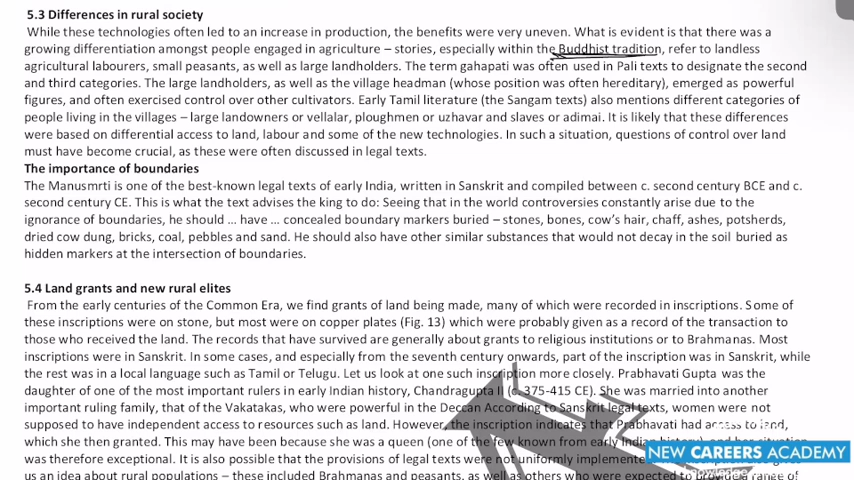 5.3 Differences in rural society
While these technologies often led to an increase in production, the benefits were very uneven. What is evident is that there was a
growing differentiation amongst people engaged in agriculture – stories, especially within the Buddhist tradition, refer to landless
agricultural labourers, small peasants, as well as large landholders. The term gahapati was often used in Pali texts to designate the second
and third categories. The large landholders, as well as the village headman (whose position was often hereditary), emerged as powerful
figures, and often exercised control over other cultivators. Early Tamil literature (the Sangam texts) also mentions different categories of
people living in the villages – large landowners or vellalar, ploughmen or uzhavar and slaves or adimai. It is likely that these differences
were based on differential access to land, labour and some of the new technologies. In such a situation, questions of control over land
must have become crucial, as these were often discussed in legal texts.
The importance of boundaries
The Manusmrti is one of the best-known legal texts of early India, written in Sanskrit and compiled between c. second century BCE and c.
second century CE. This is what the text advises the king to do: Seeing that in the world controversies constantly arise due to the
ignorance of boundaries, he should … have … concealed boundary markers buried – stones, bones, cow's hair, chaff, ashes, potsherds,
dried cow dung, bricks, coal, pebbles and sand. He should also have other similar substances that would not decay in the soil buried as
hidden markers at the intersection of boundaries.
5.4 Land grants and new rural elites
From the early centuries of the Common Era, we find grants of land being made, many of which were recorded in inscriptions. Some of
these inscriptions were on stone, but most were on copper plates (Fig. 13) which were probably given as a record of the transaction to
those who received the land. The records that have survived are generally about grants to religious institutions or to Brahmanas. Most
inscriptions were in Sanskrit. In some cases, and especially from the seventh century onwards, part of the inscription was in Sanskrit, while
the rest was in a local language such as Tamil or Telugu. Let us look at one such inscription more closely. Prabhavati Gupta was the
daughter of one of the most important rulers in early Indian history, Chandragupta II (c. 375-415 CE). She was married into another
important ruling family, that of the Vakatakas, who were powerful in the Deccan According to Sanskrit legal texts, women were not
supposed to have independent access to resources such as land. However, the inscription indicates that Prabhavati had access to land,
which she then granted. This may have been because she was a queen (one of the few known from early Indian history), and her situation
was therefore exceptional. It is also possible that the provisions of legal texts were not uniformly implemented
us an idea about rural populations – these included Brahmanas and peasants, as well as others who were expected to provide a range of
NEW CAREERS ACADEMY
knowledge